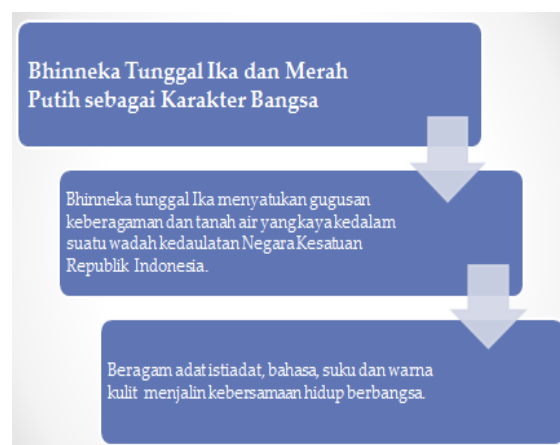 Bhinneka Tunggal Ika dan Merah
Putih sebagai Karakter Bangsa
Bhinneka tunggal Ika menyatukan gugusan
keberagaman dan tanah air yang kaya kedalam
suatu wadah kedaulatan Negara Kesatuan
Republik Indonesia.
Beragam adat istiadat, bahasa, suku dan warna
kulit menjalin kebersamaan hidup berbangsa.